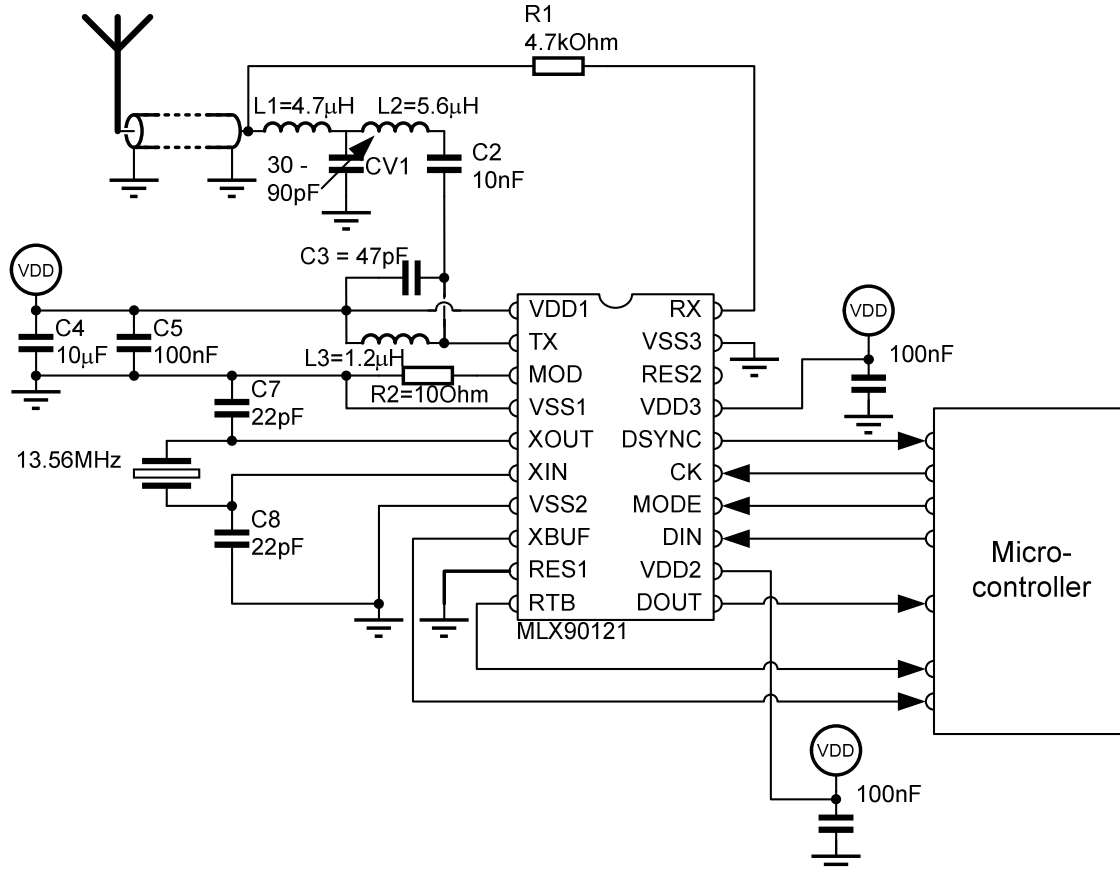 R1
4.7kOhm
L1=4.7μH
L2=5.6μH
30 -
90pF
CV1
C2
10nF
C3 = 47pF
VDD
C4
10μF
C5
100nF
L3=1.2μH
R2=10Ohm
C7
22pF
13.56MHz
C8
22pF
VDD1
TX
MOD
VSS1
XOUT
XIN
VSS2
XBUF
RES1
RTB
RX
VSS3
RES2
VDD3
DSYNC
CK
MODE
DIN
VDD2
DOUT
MLX90121
VDD
100nF
Micro-
controller
VDD
100nF